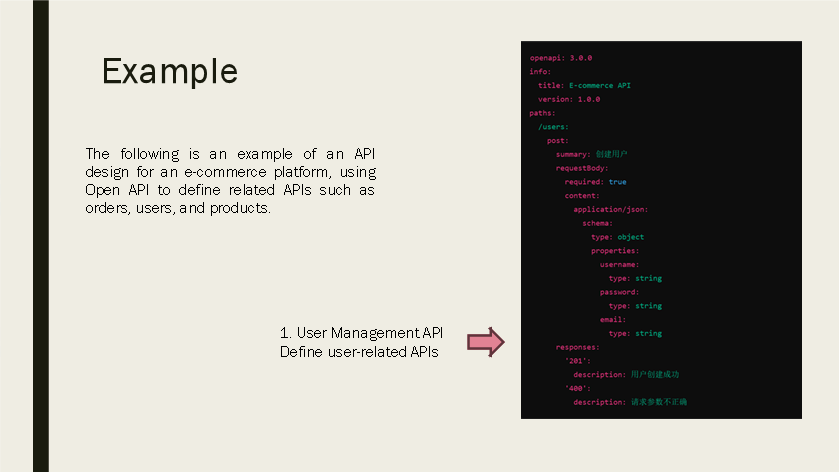 Example
The following is an example of an API
design for an e-commerce platform, using
Open API to define related APIs such as
orders, users, and products.
1. User Management API
Define user-related APIs
openapi: 3.0.0
info:
title: E-commerce API
version: 1.0.0
paths:
/users:
post:
summary: 创建用户
requestBody:
required: true
content:
application/json:
schema:
type: object
properties:
username:
type: string
password:
type: string
email:
type: string
responses:
'201':
description: 用户创建成功
'400':
description: 请求参数不正确